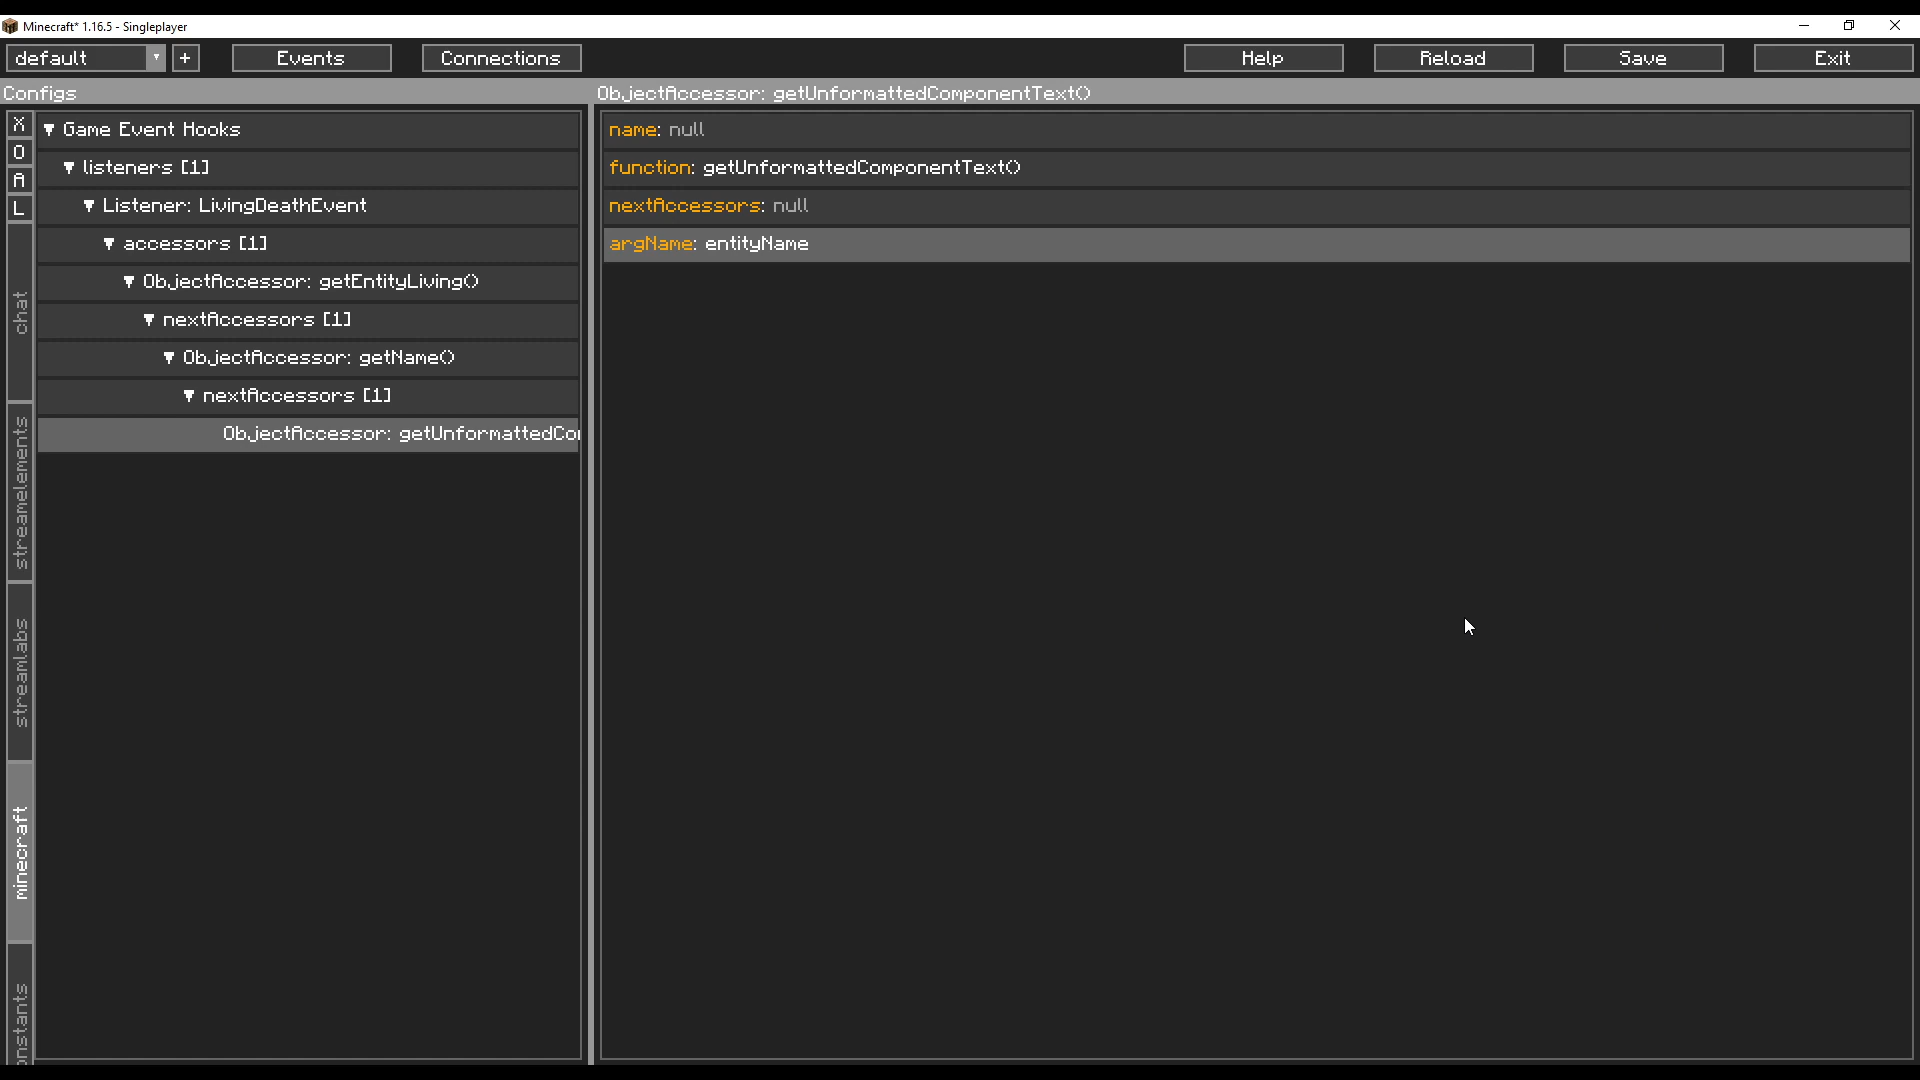 Minecraft* 1.16.5 - Singleplayer
default
+
Events
Connections
Help
Reload
Save
Exit
Configs
ObjectAccessor: getUnformattedComponentText()
X
O
A
L
chat
streamelements
streamlabs
minecraft
onstants
Game Event Hooks
listeners [1]
Listener: LivingDeathEvent
accessors [1]
ObjectAccessor: getEntityLiving()
nextAccessors [1]
ObjectAccessor: getName()
nextAccessors [1]
ObjectAccessor: getUnformattedCo
name: null
function: getUnformattedComponentText()
nextAccessors: null
argName: entityName